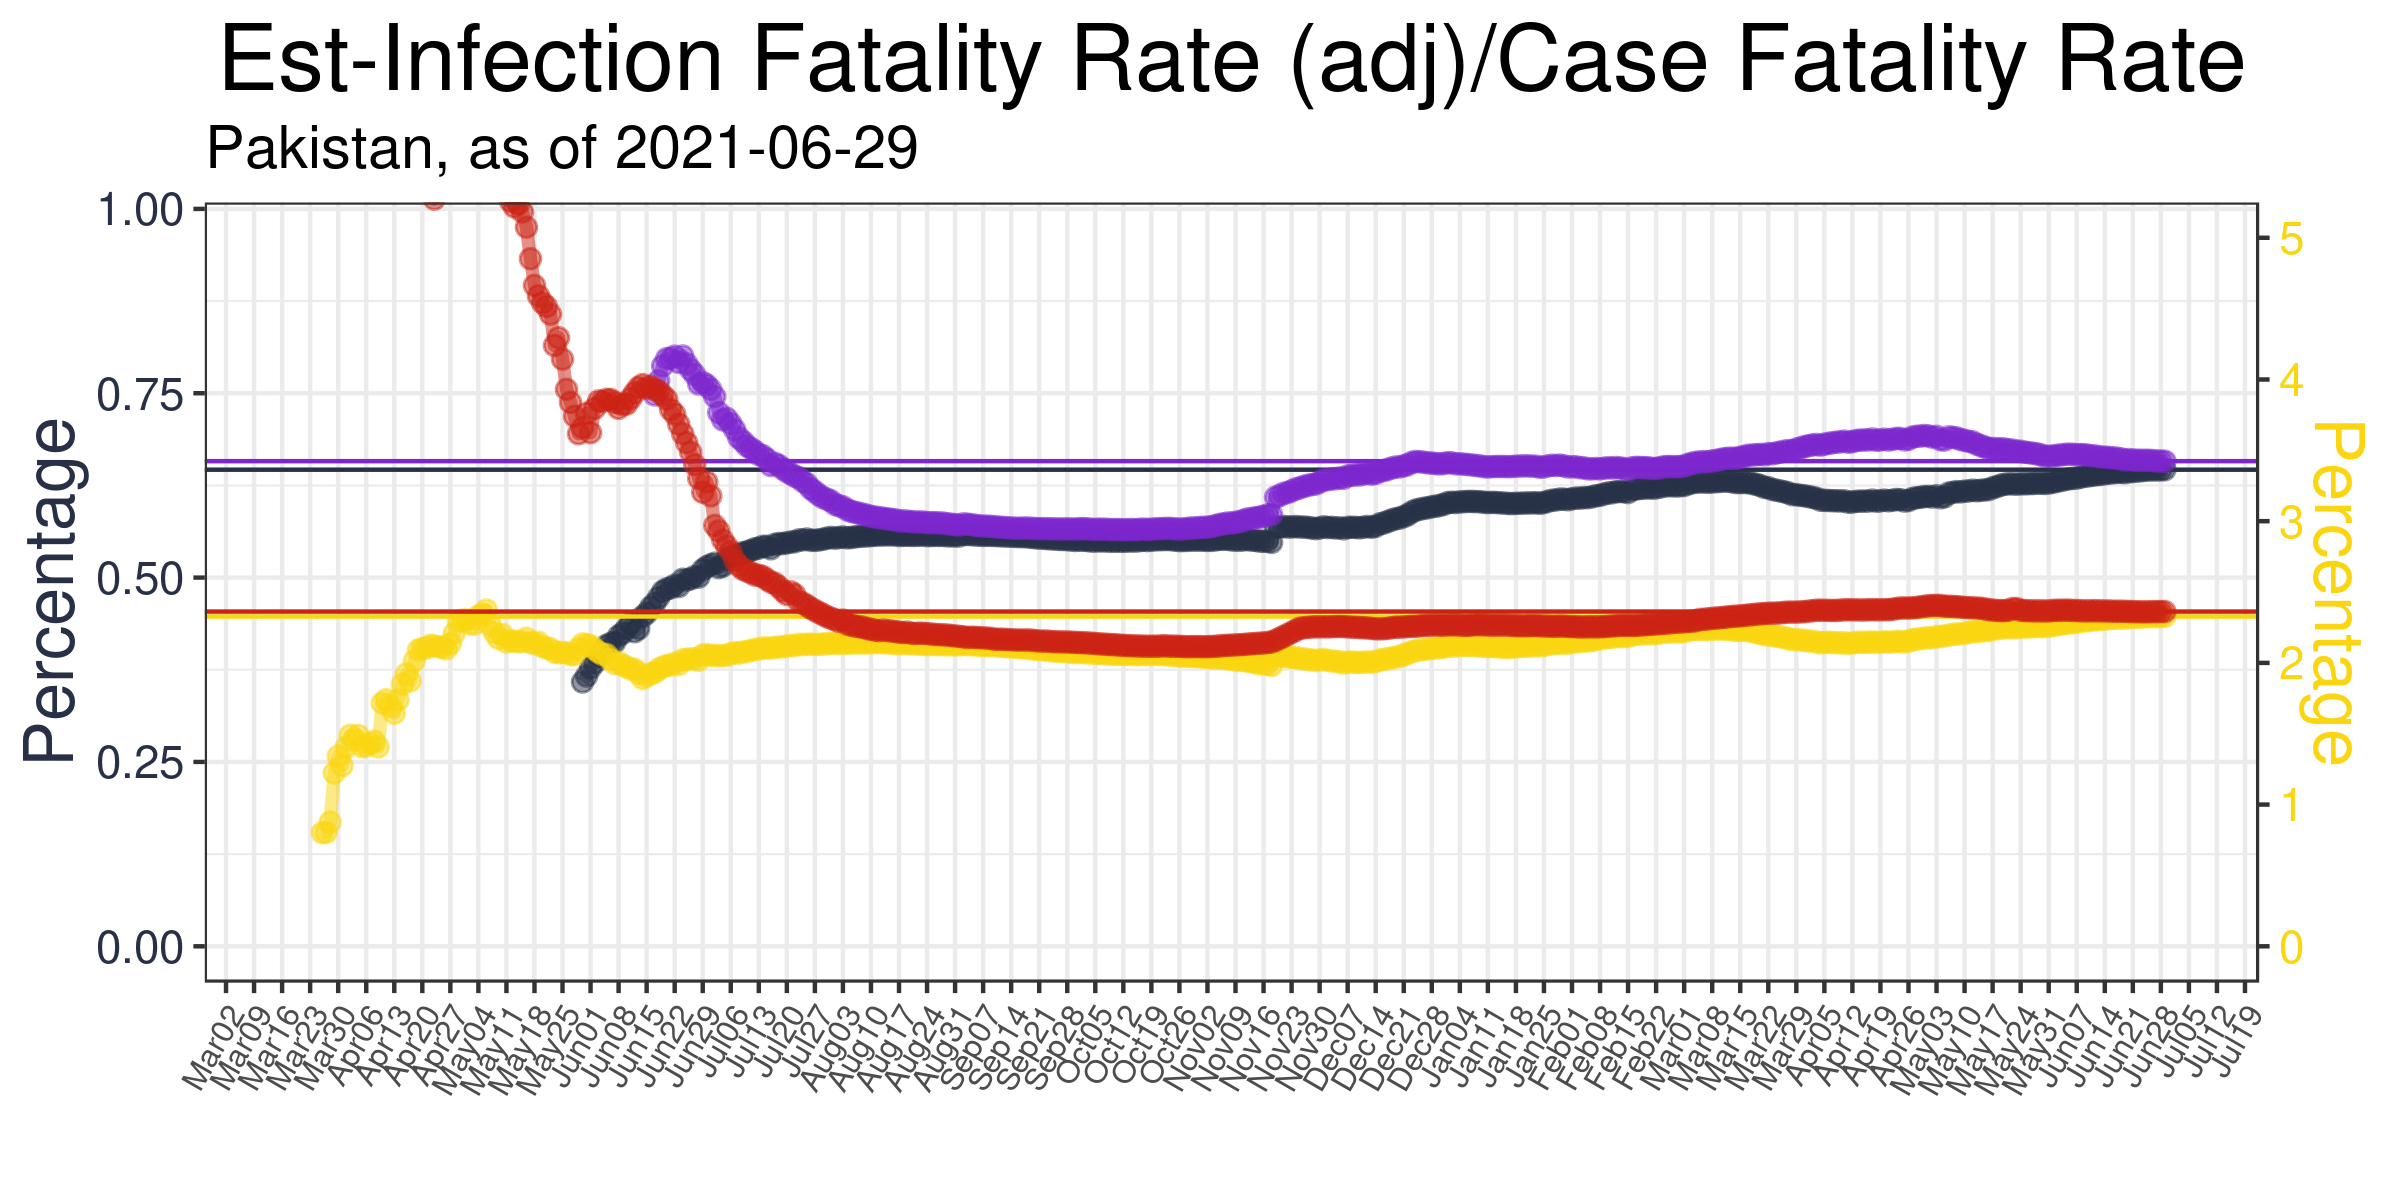 Est-Infection Fatality Rate (adj)/Case Fatality Rate
Pakistan, as of 2021-06-29
Percentage
1.00
0.75
0.50
0.25
0.00
5
4
3
2
1
0
Percentage
Mar02
Mar09
Mar16
Mar23
Mar30
Apr06
Apr13
Apr20
Apr27
May04
May11
May18
May25
Jun01
Jun08
Jun15
Jun22
Jun29
Jul06
Jul13
Jul20
Jul27
Aug03
Aug10
Aug17
Aug24
Aug31
Sep07
Sep14
Sep21
Sep28
Oct05
Oct12
Oct19
Oct26
Nov02
Nov09
Nov16
Nov23
Nov30
Dec07
Dec14
Dec21
Dec28
Jan04
Jan11
Jan18
Jan25
Feb01
Feb08
Feb15
Feb22
Mar01
Mar08
Mar15
Mar22
Mar29
Apr05
Apr12
Apr19
Apr26
May03
May10
May17
May24
May31
Jun07
Jun14
Jun21
Jun28
Jul05
Jul12
Jul19